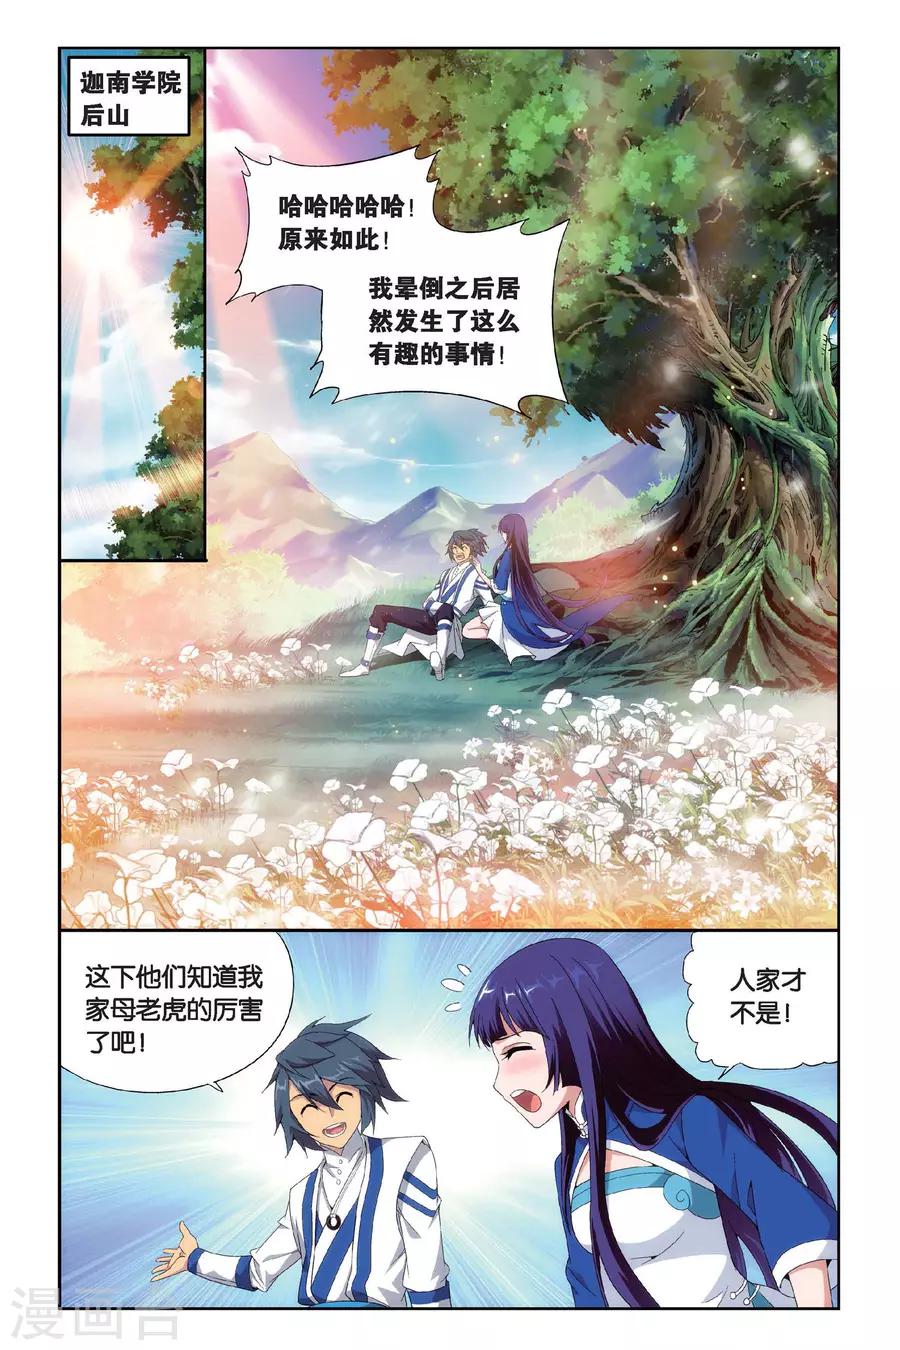 迦南学院
后山
哈哈哈哈哈！
原来如此！
我晕倒之后居
然发生了这么
有趣的事情！
这下他们知道我
家母老虎的厉害
了吧！
人家才
不是！
漫画台